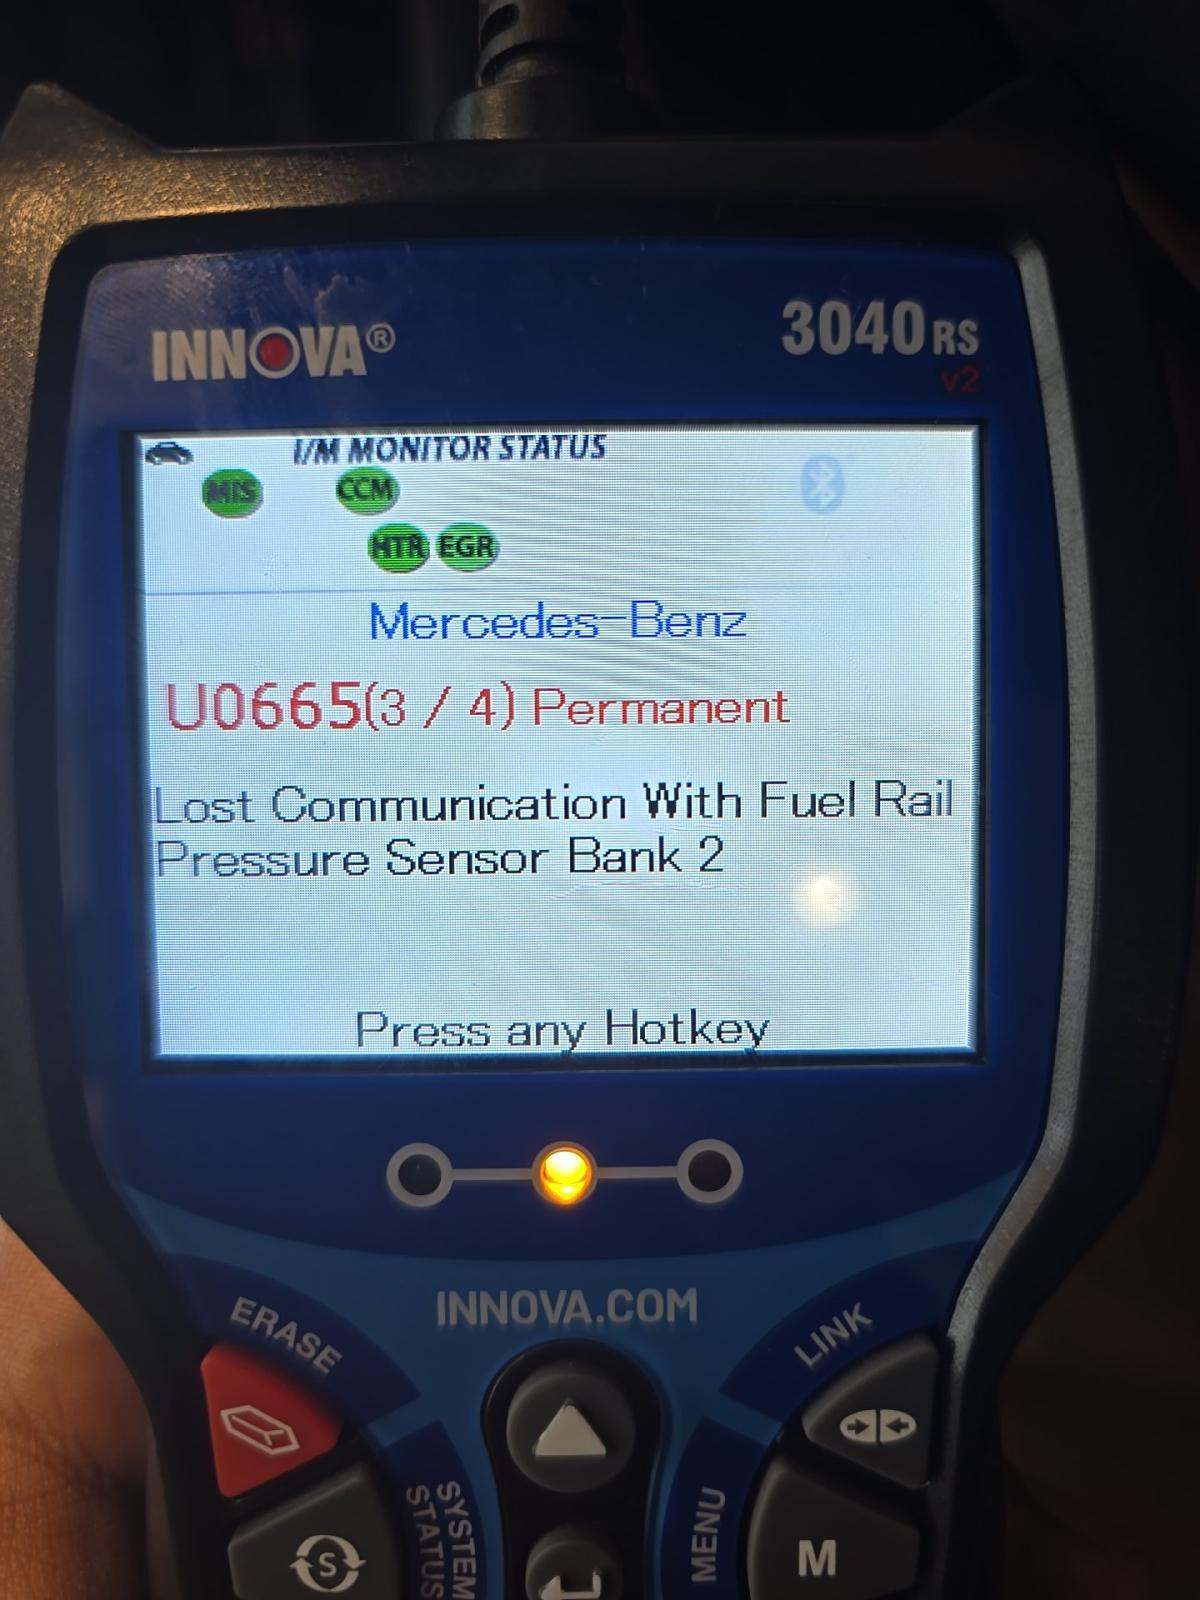 INNOVA®
3040RS
v2
I/M MONITOR STATUS
MIS CCM
HTR EGR
Mercedes-Benz
U0665(3 / 4) Permanent
Lost Communication With Fuel Rail
Pressure Sensor Bank 2
Press any Hotkey
INNOVA.COM
ERASE
LINK
SYSTEM
STATUS
MENU
S
M